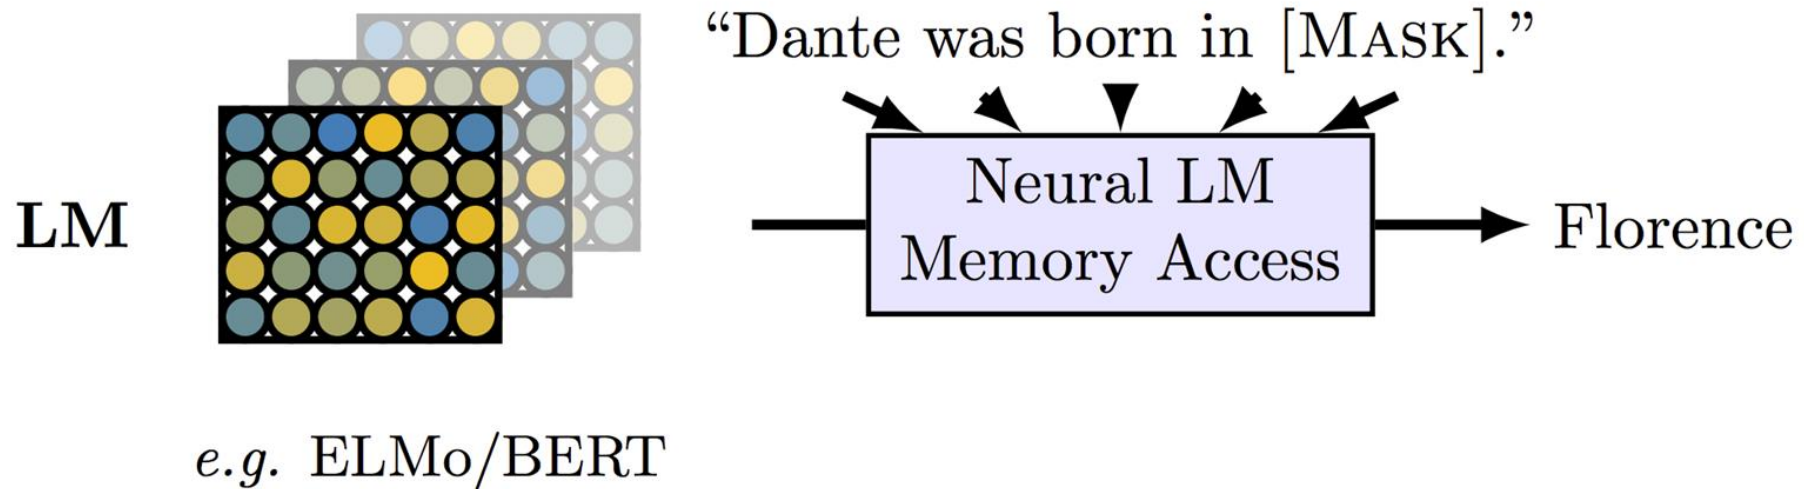 “Dante was born in [MASK].”
Neural LM
Memory Access
LM
Florence
e.g. ELMo/BERT